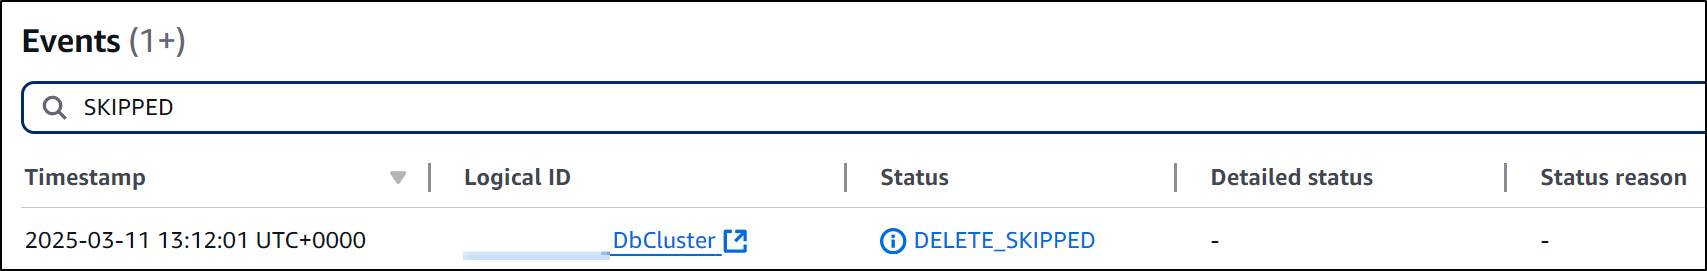 Events (1+)
SKIPPED
Timestamp Logical ID Status Detailed status Status reason
2025-03-11 13:12:01 UTC+0000 DbCluster DELETE_SKIPPED - -